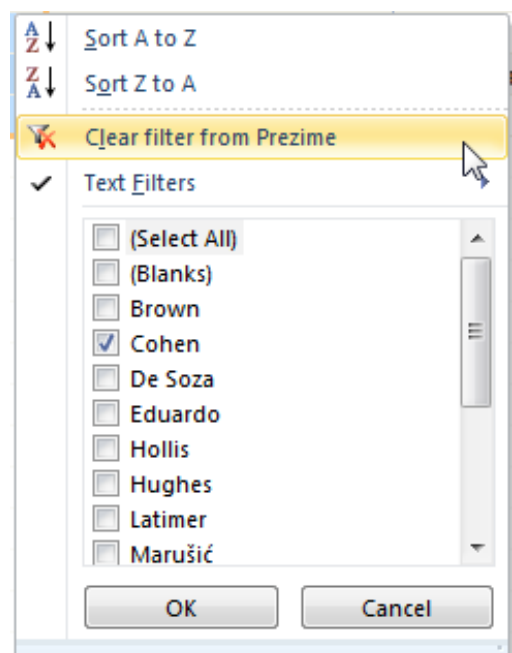 Sort A to Z
Sort Z to A
Clear filter from Prezime
Text Filters
(Select All)
(Blanks)
Brown
Cohen
De Soza
Eduardo
Hollis
Hughes
Latimer
Marušić
OK
Cancel